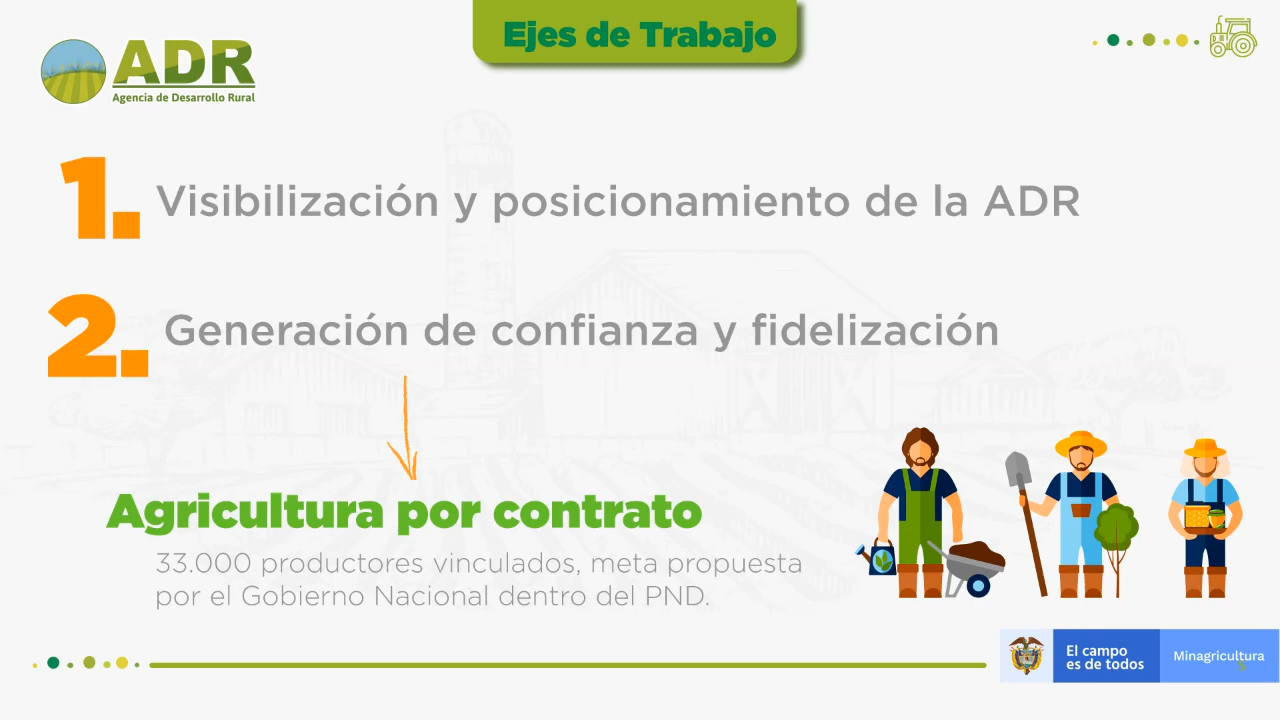 Ejes de Trabajo
ADR
Agencia de Desarrollo Rural
1. Visibilización y posicionamiento de la ADR
2. Generación de confianza y fidelización
Agricultura por contrato
33.000 productores vinculados, meta propuesta
por el Gobierno Nacional dentro del PND.
El campo
es de todos
Minagricultura
5